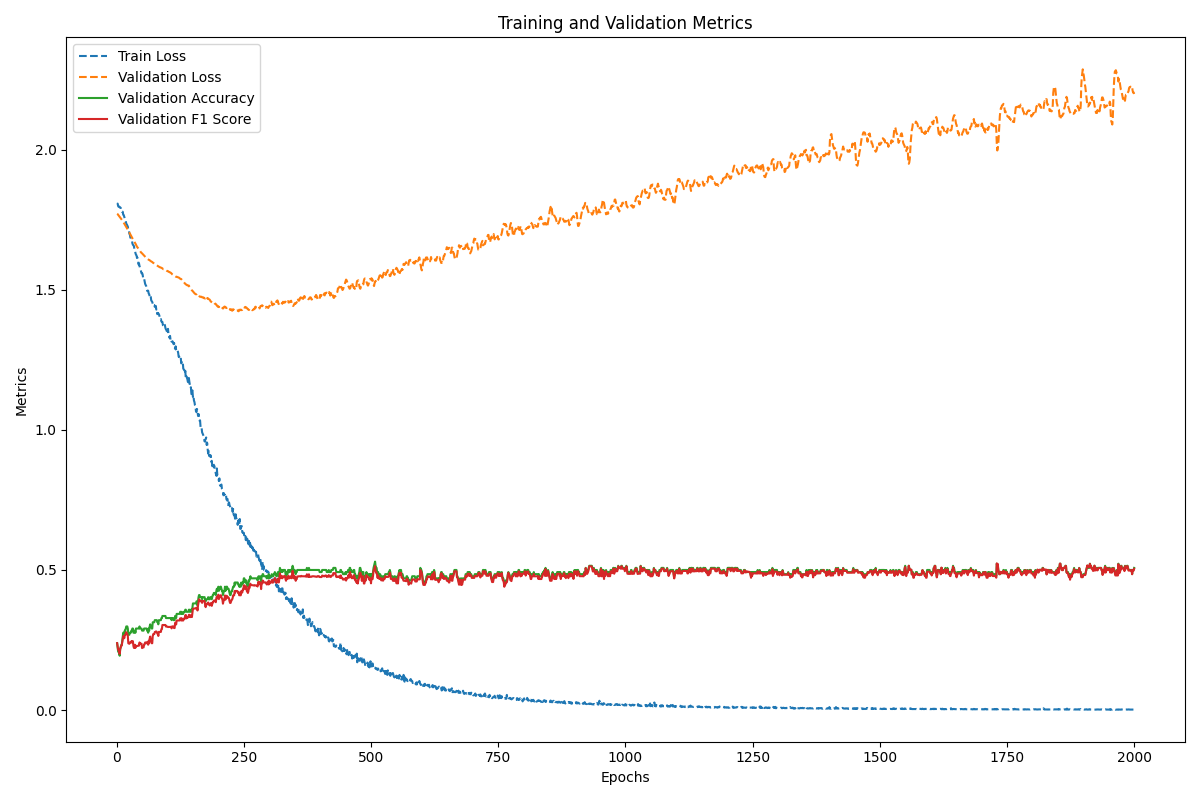 Training and Validation Metrics
Train Loss
Validation Loss
Validation Accuracy
Validation F1 Score
Metrics
2.0
1.5
1.0
0.5
0.0
0 250 500 750 1000 1250 1500 1750 2000
Epochs